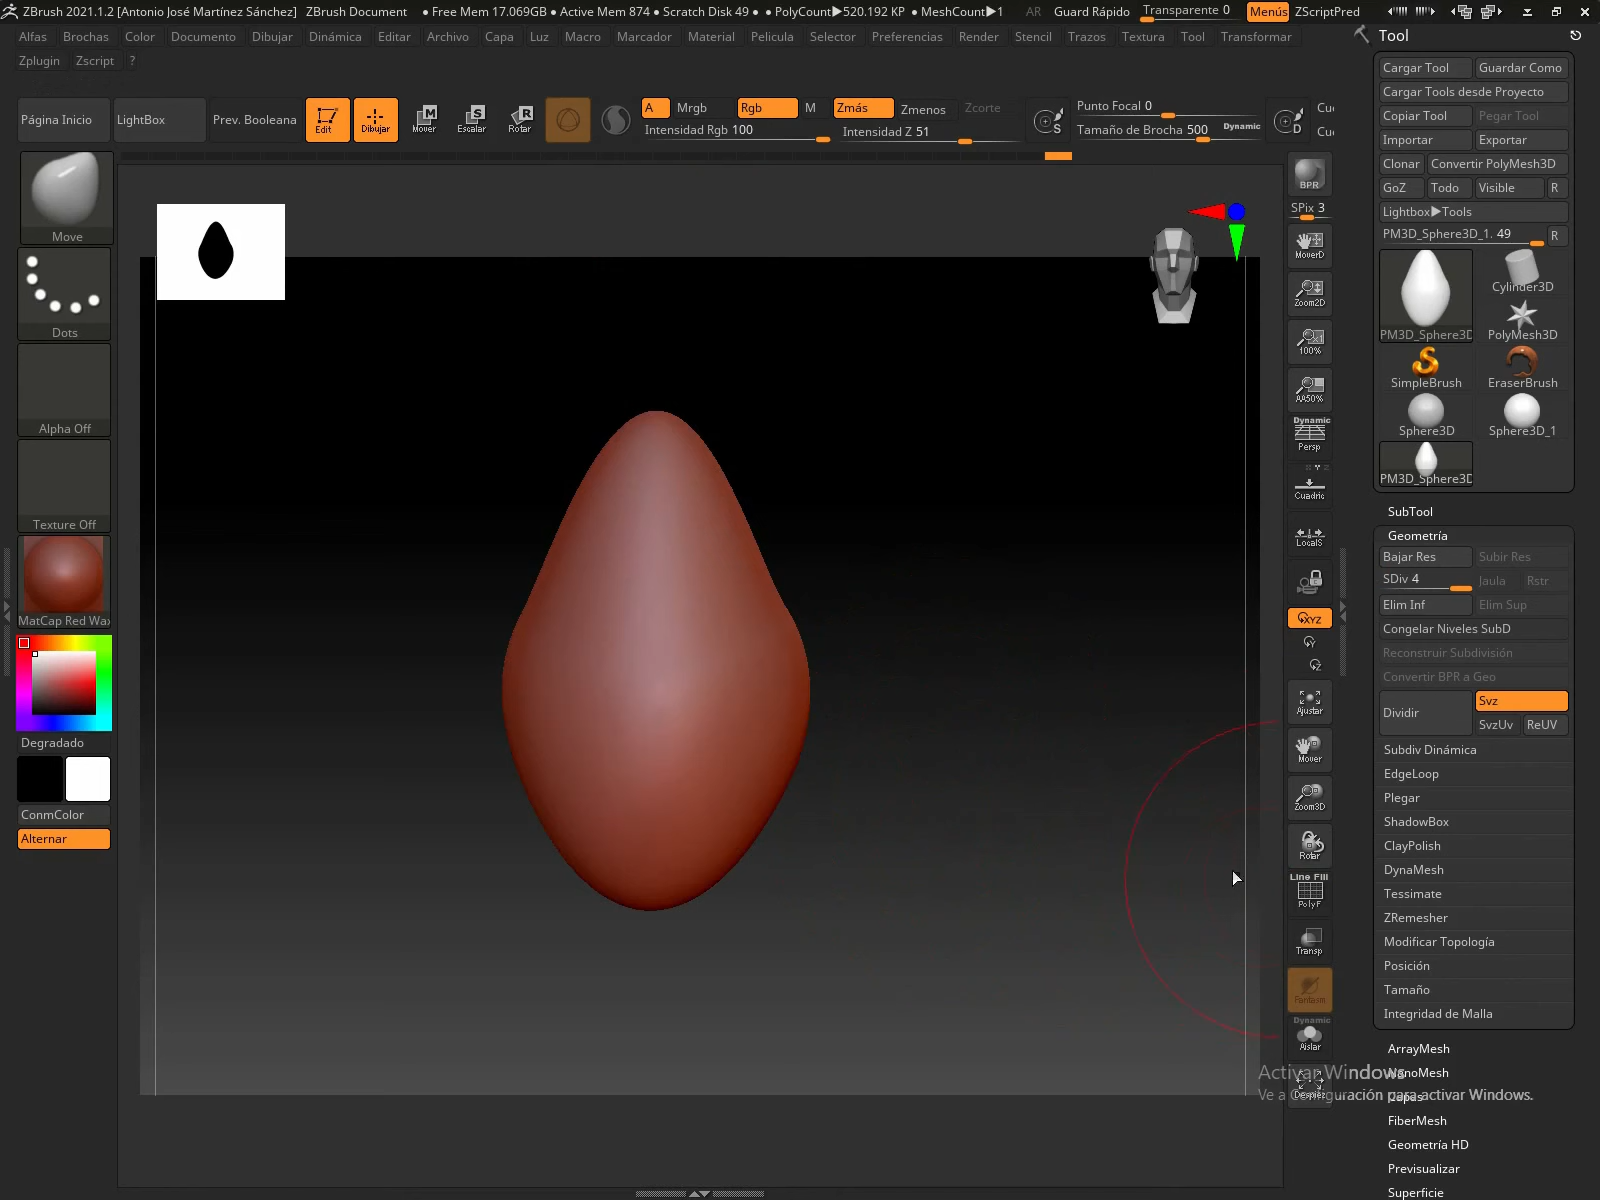 ZBrush 2021.1.2 [Antonio José Martínez Sánchez] ZBrush Document • Free Mem 17.069GB • Active Mem 874 • Scratch Disk 49 • • PolyCount▶520.192 KP • MeshCount▶1 AR Guard Rápido Transparente 0 Menús ZScriptPred
Alfas Brochas Color Documento Dibujar Dinámica Editar Archivo Capa Luz Macro Marcador Material Pelicula Selector Preferencias Render Stencil Trazos Textura Tool Transformar
Zplugin Zscript ?
Página Inicio LightBox Prev. Booleana Edit Dibujar Mover Escalar Rotar
A Mrgb Rgb M Zmás Zmenos Zcorte
Intensidad Rgb 100 Intensidad Z 51
S Punto Focal 0
Tamaño de Brocha 500 Dynamic
D Cu
Cu
Move
Dots
Alpha Off
Texture Off
MatCap Red Wax
Degradado
ConmColor
Alternar
BPR
SPix 3
MoverD
Zoom2D
100%
AA50%
Dynamic
Persp
Cuadric
LocalS
XYZ
Y
Z
Ajustar
Mover
Zoom3D
Rotar
Line Fill
PolyF
Transp
Fantasm
Dynamic
Aislar
Despiez
Tool
Cargar Tool Guardar Como
Cargar Tools desde Proyecto
Copiar Tool Pegar Tool
Importar Exportar
Clonar Convertir PolyMesh3D
GoZ Todo Visible R
Lightbox▶Tools
PM3D_Sphere3D_1. 49 R
PM3D_Sphere3D Cylinder3D
PolyMesh3D
SimpleBrush EraserBrush
Sphere3D Sphere3D_1
PM3D_Sphere3D
SubTool
Geometría
Bajar Res Subir Res
SDiv 4 Jaula Rstr
Elim Inf Elim Sup
Congelar Niveles SubD
Reconstruir Subdivisión
Convertir BPR a Geo
Dividir Svz
SvzUv ReUV
Subdiv Dinámica
EdgeLoop
Plegar
ShadowBox
ClayPolish
DynaMesh
Tessimate
ZRemesher
Modificar Topología
Posición
Tamaño
Integridad de Malla
ArrayMesh
NanoMesh
Capas
FiberMesh
Geometría HD
Previsualizar
Superficie
Activar Windows
Ve a Configuración para activar Windows.